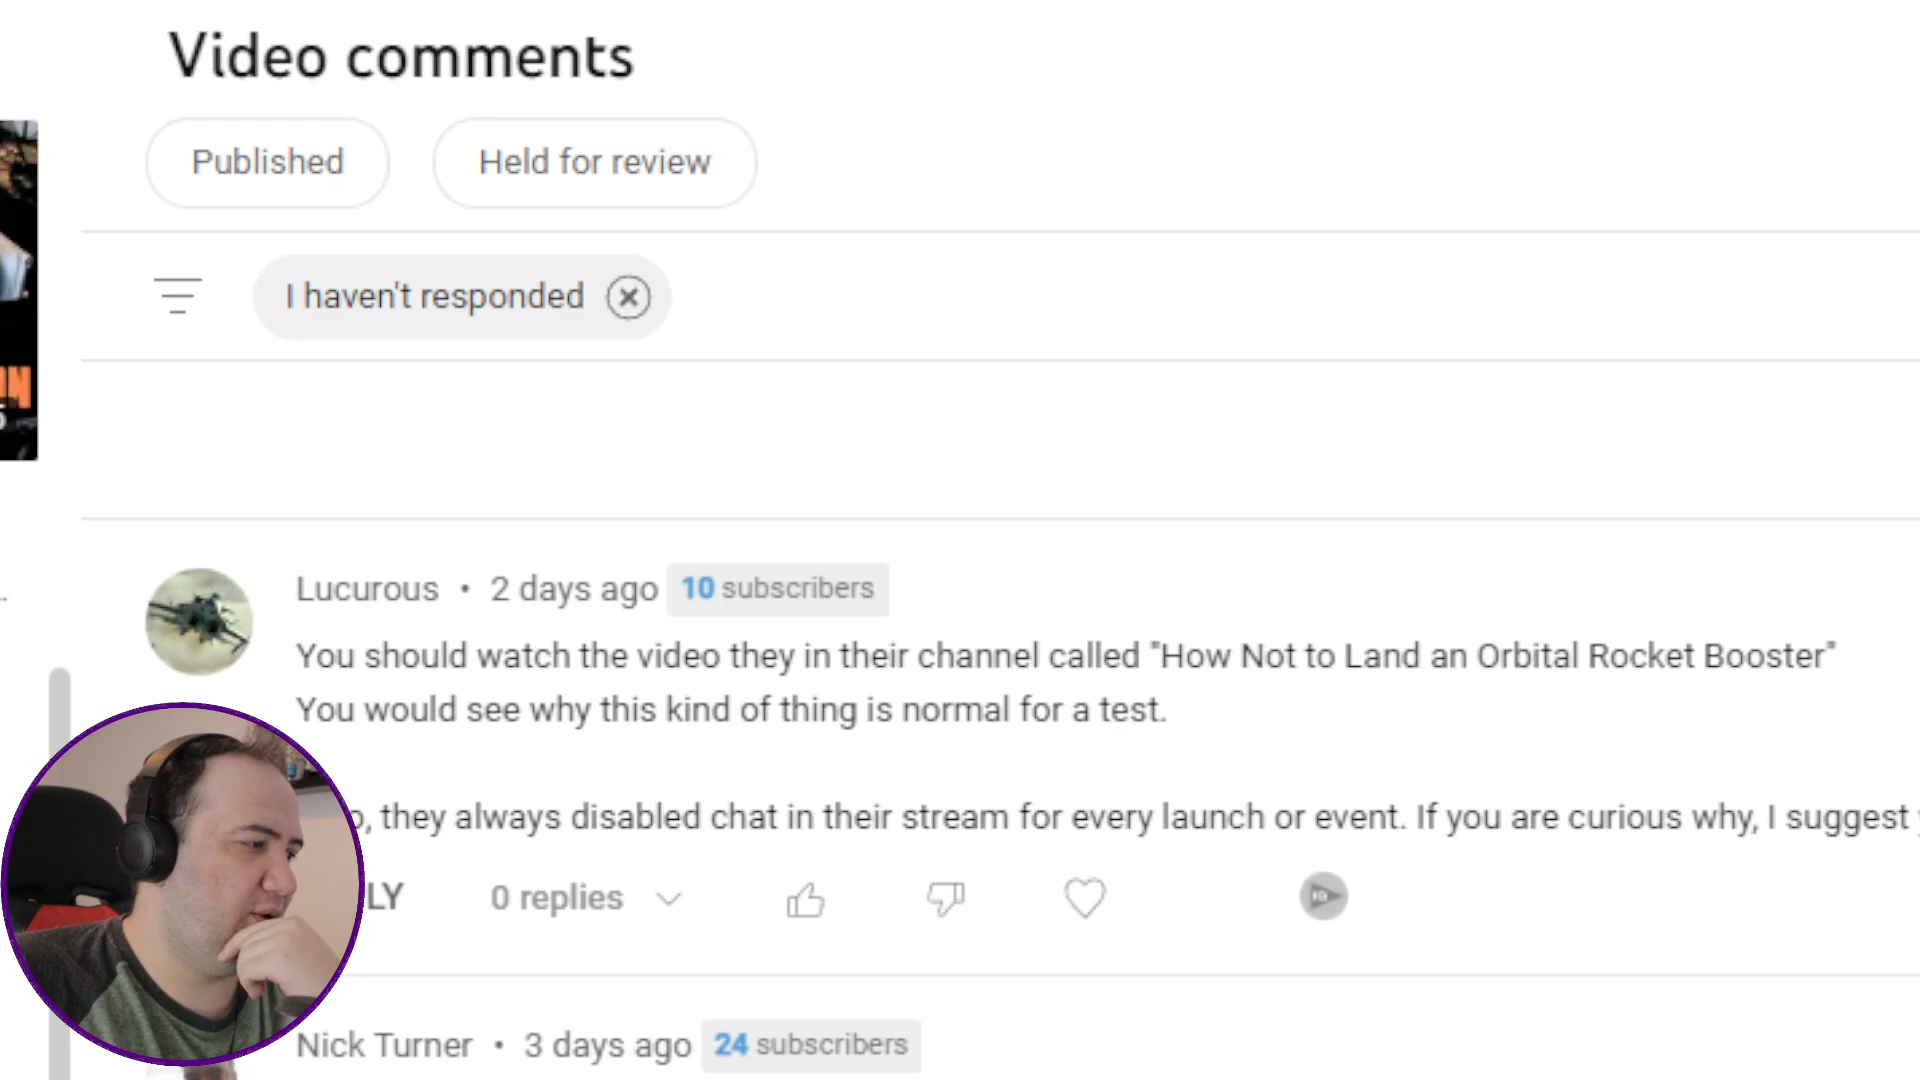 Video comments
Published
Held for review
I haven't responded
Lucurous • 2 days ago 10 subscribers
You should watch the video they in their channel called "How Not to Land an Orbital Rocket Booster"
You would see why this kind of thing is normal for a test.
they always disabled chat in their stream for every launch or event. If you are curious why, I suggest
LY
0 replies
Nick Turner • 3 days ago 24 subscribers